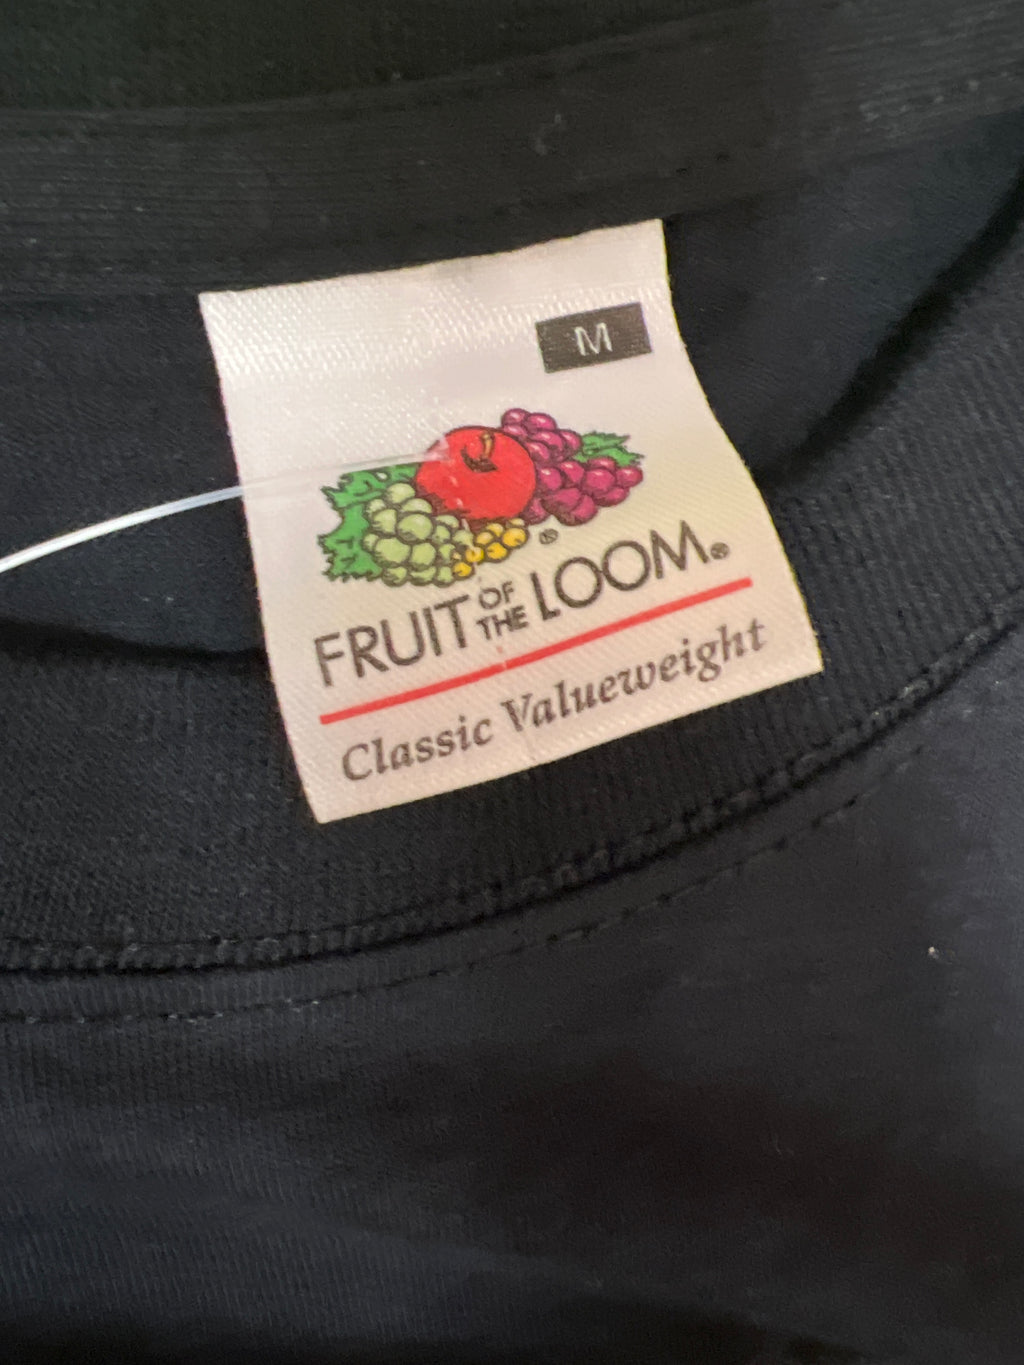 M
®
FRUIT OF THE LOOM®
Classic Valueweight